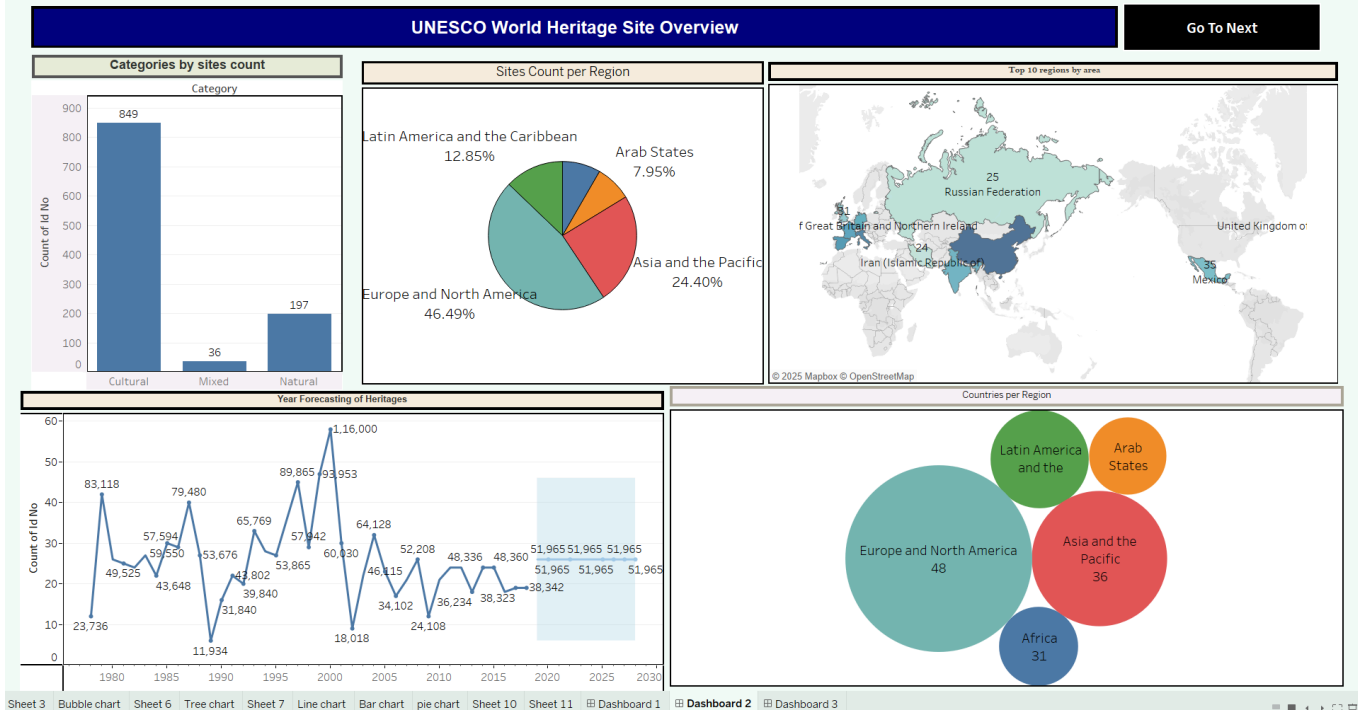 UNESCO World Heritage Site Overview
Go To Next
Categories by sites count
Category
900
800
700
600
500
400
300
200
100
0
Count of Id No
849
36
197
Cultural
Mixed
Natural
Sites Count per Region
Latin America and the Caribbean
12.85%
Arab States
7.95%
Asia and the Pacific
24.40%
Europe and North America
46.49%
Top 10 regions by area
25
Russian Federation
31
f Great Britain and Northern Ireland
United Kingdom o
24
Iran (Islamic Republic of)
35
Mexico
© 2025 Mapbox © OpenStreetMap
Year Forecasting of Heritages
60
50
40
30
20
10
0
Count of Id No
23,736
83,118
49,525
57,594
43,648
59,550
79,480
53,676
11,934
31,840
43,802
39,840
65,769
53,865
89,865
57,942
93,953
1,16,000
60,030
18,018
64,128
46,115
34,102
52,208
24,108
36,234
48,336
38,323
48,360
38,342
51,965 51,965 51,965
51,965 51,965 51,965
1980 1985 1990 1995 2000 2005 2010 2015 2020 2025 2030
Countries per Region
Latin America
and the
Arab
States
Europe and North America
48
Asia and the
Pacific
36
Africa
31
Sheet 3 Bubble chart Sheet 6 Tree chart Sheet 7 Line chart Bar chart pie chart Sheet 10 Sheet 11 Dashboard 1 Dashboard 2 Dashboard 3